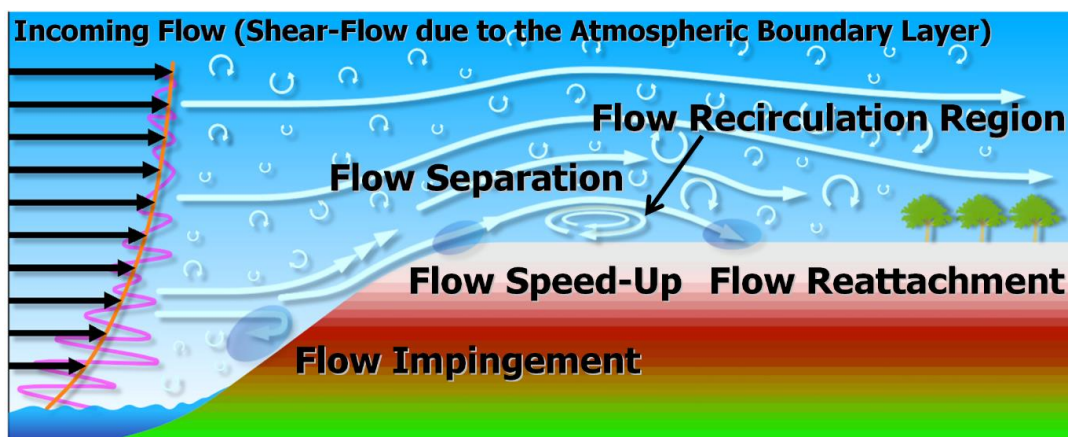 Incoming Flow (Shear-Flow due to the Atmospheric Boundary Layer)
Flow Recirculation Region
Flow Separation
Flow Speed-Up
Flow Reattachment
Flow Impingement